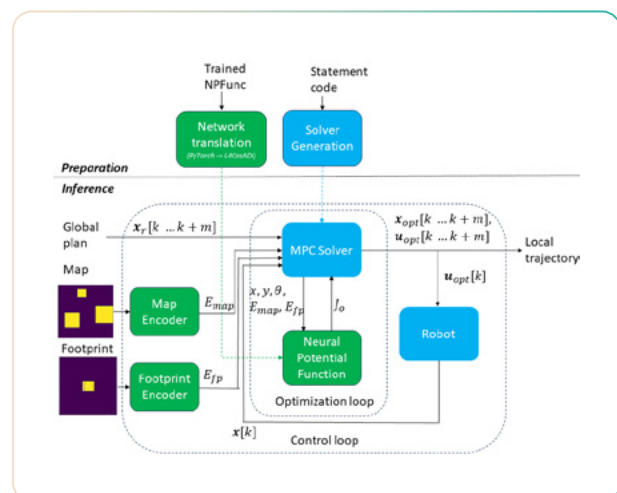 Trained
NPFunc
Statement
code
Network
translation
(PyTorch -> L4CasADi)
Solver
Generation
Preparation
Inference
Global
plan
x_r[k … k + m]
MPC Solver
x_opt[k … k + m],
u_opt[k … k + m]
Local
trajectory
Map
Map
Encoder
E_map
x, y, θ,
E_map, E_fp
J_o
u_opt[k]
Robot
Neural
Potential
Function
Footprint
Footprint
Encoder
E_fp
Optimization loop
x[k]
Control loop